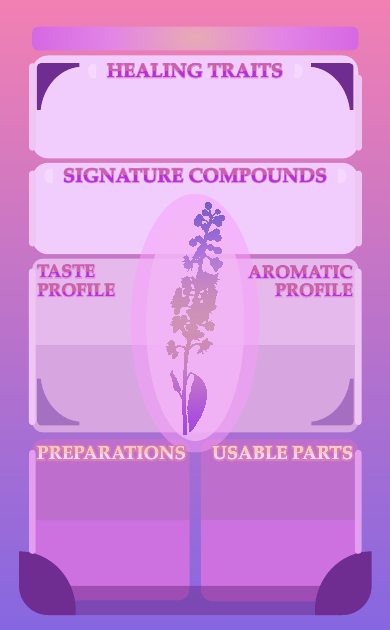 HEALING TRAITS
SIGNATURE COMPOUNDS
TASTE
PROFILE
AROMATIC
PROFILE
PREPARATIONS
USABLE PARTS